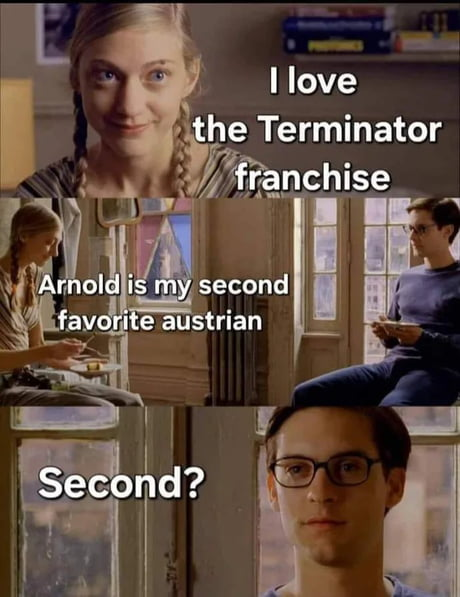 I love
the Terminator
franchise
Arnold is my second
favorite austrian
Second?